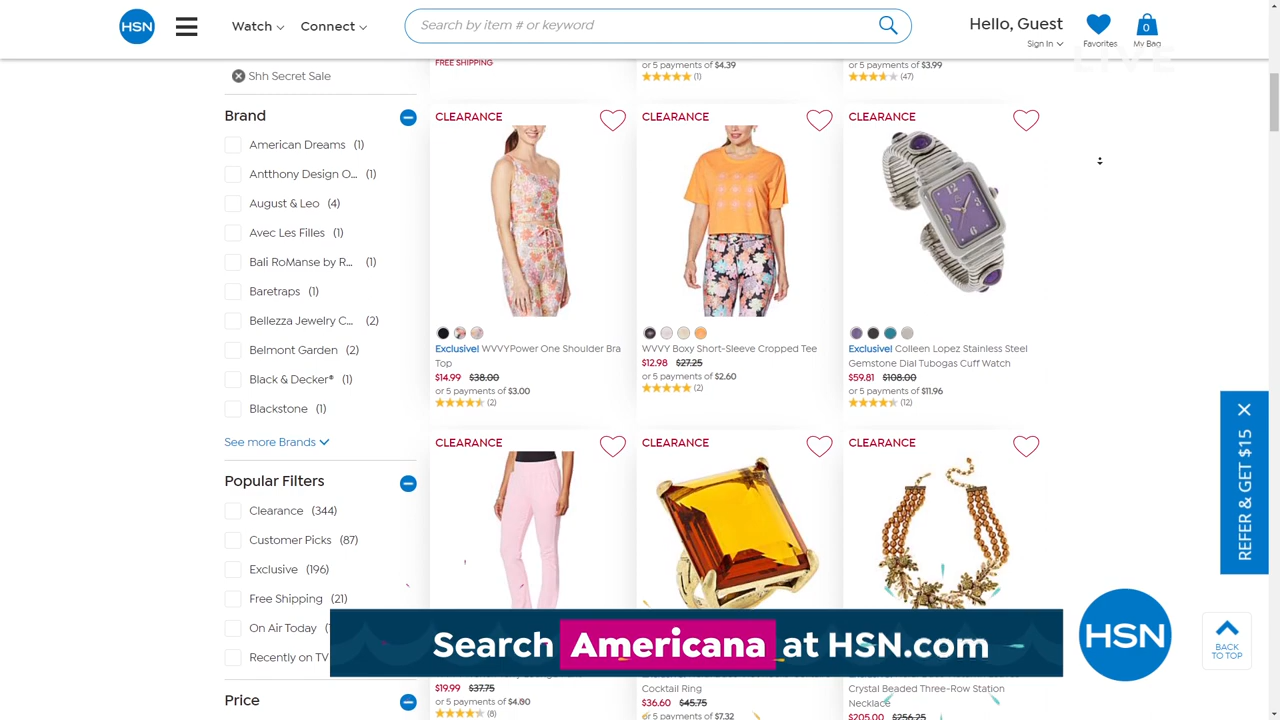 HSN
Watch
Connect
Search by item # or keyword
Hello, Guest
Sign In
Favorites
0
My Bag
LIVE
Shh Secret Sale
FREE SHIPPING
(1)
or 5 payments of $4.39
or 5 payments of $3.99
(47)
Brand
American Dreams (1)
Antthony Design O... (1)
August & Leo (4)
Avec Les Filles (1)
Bali RoManse by R... (1)
Baretraps (1)
Bellezza Jewelry C... (2)
Belmont Garden (2)
Black & Decker® (1)
Blackstone (1)
See more Brands
Popular Filters
Clearance (344)
Customer Picks (87)
Exclusive (196)
Free Shipping (21)
On Air Today
Recently on TV
Price
CLEARANCE
Exclusive! WVVYPower One Shoulder Bra
Top
$14.99 $38.00
or 5 payments of $3.00
(2)
CLEARANCE
WVVY Boxy Short-Sleeve Cropped Tee
$12.98 $27.25
or 5 payments of $2.60
(2)
CLEARANCE
Exclusive! Colleen Lopez Stainless Steel
Gemstone Dial Tubogas Cuff Watch
$59.81 $108.00
or 5 payments of $11.96
(12)
CLEARANCE
$19.99 $37.75
or 5 payments of $4.00
(8)
CLEARANCE
Cocktail Ring
$36.60 $45.75
or 5 payments of $7.32
CLEARANCE
Crystal Beaded Three-Row Station
Necklace
$205.00 $256.25
REFER & GET $15
Search Americana at HSN.com
HSN
BACK
TO TOP